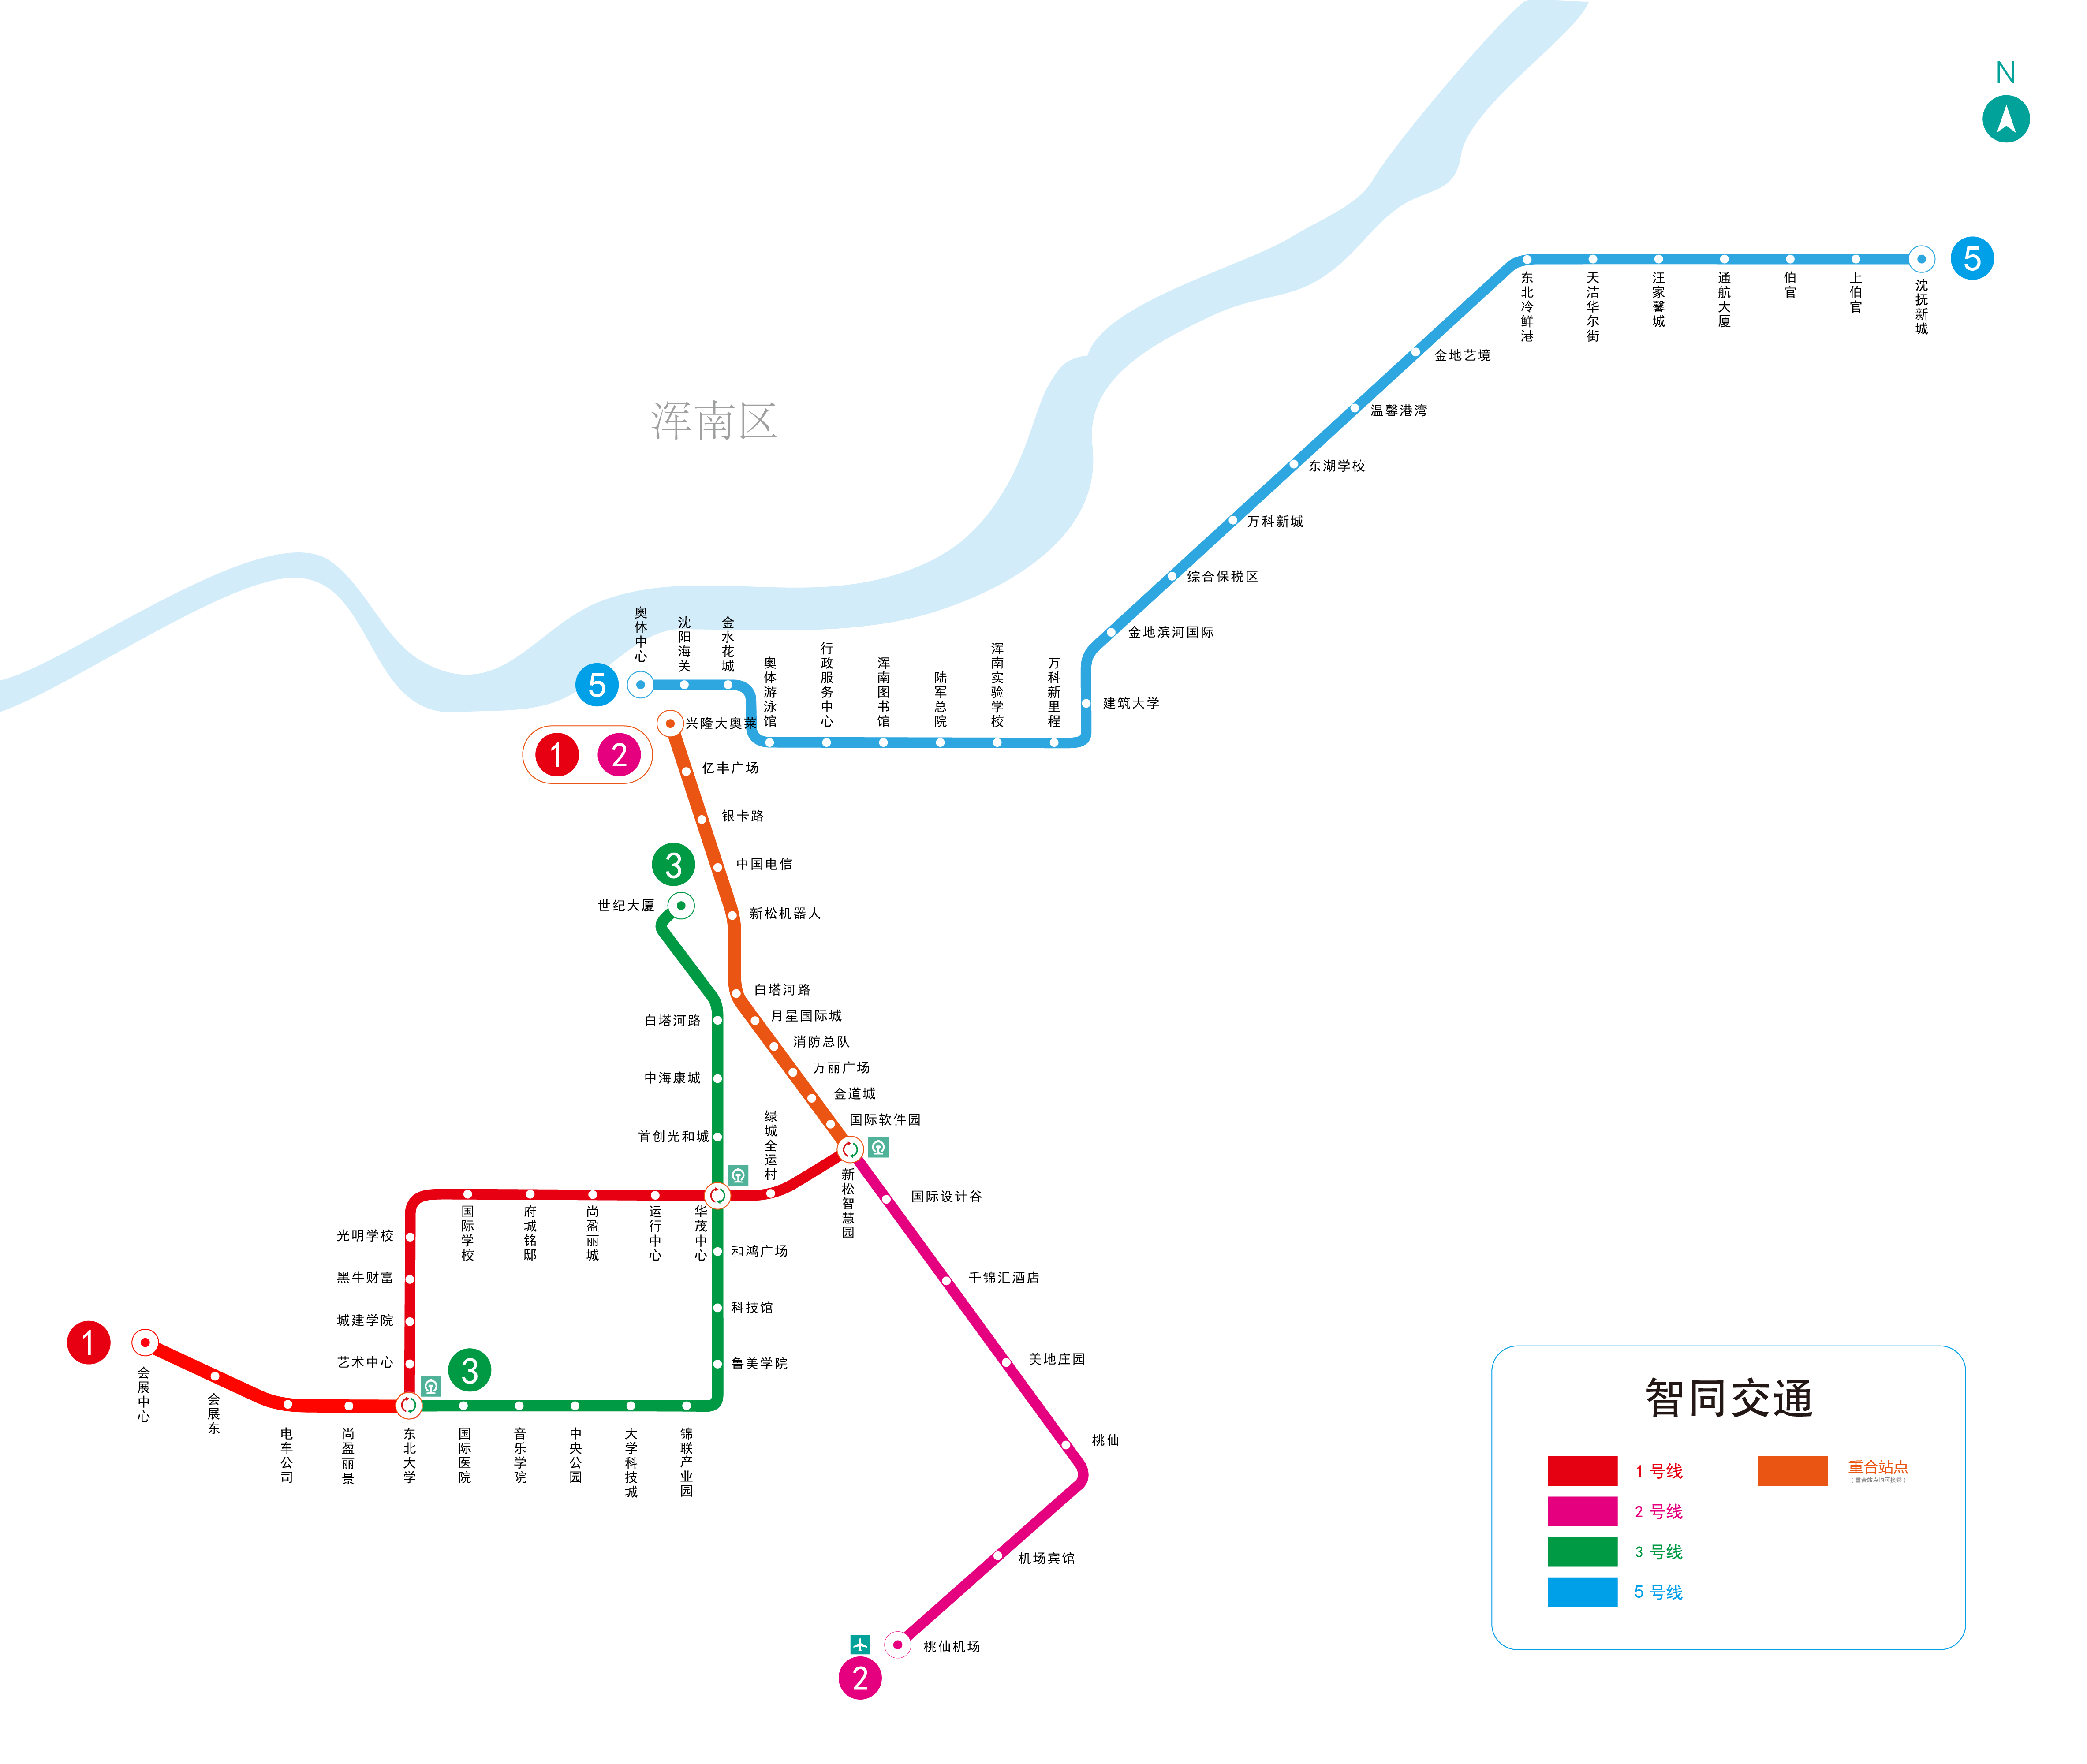 N
浑南区
5
东北冷鲜港
天洁华尔街
汪家馨城
通航大厦
伯官
上伯官
沈抚新城
金地艺境
温馨港湾
东湖学校
万科新城
综合保税区
金地滨河国际
建筑大学
5
奥体中心
沈阳海关
金水花城
奥体游泳馆
行政服务中心
浑南图书馆
陆军总院
浑南实验学校
万科新里程
1
2
兴隆大奥莱
亿丰广场
银卡路
中国电信
新松机器人
3
世纪大厦
白塔河路
月星国际城
消防总队
万丽广场
金道城
国际软件园
白塔河路
中海康城
首创光和城
绿城全运村
新松智慧园
国际学校
府城铭邸
尚盈丽城
运行中心
华茂中心
国际设计谷
千锦汇酒店
美地庄园
桃仙
机场宾馆
桃仙机场
2
和鸿广场
科技馆
鲁美学院
光明学校
黑牛财富
城建学院
艺术中心
1
3
会展中心
会展东
电车公司
尚盈丽景
东北大学
国际医院
音乐学院
中央公园
大学科技城
锦联产业园
智同交通
1 号线
2 号线
3 号线
5 号线
重合站点
（重合站点均可换乘）